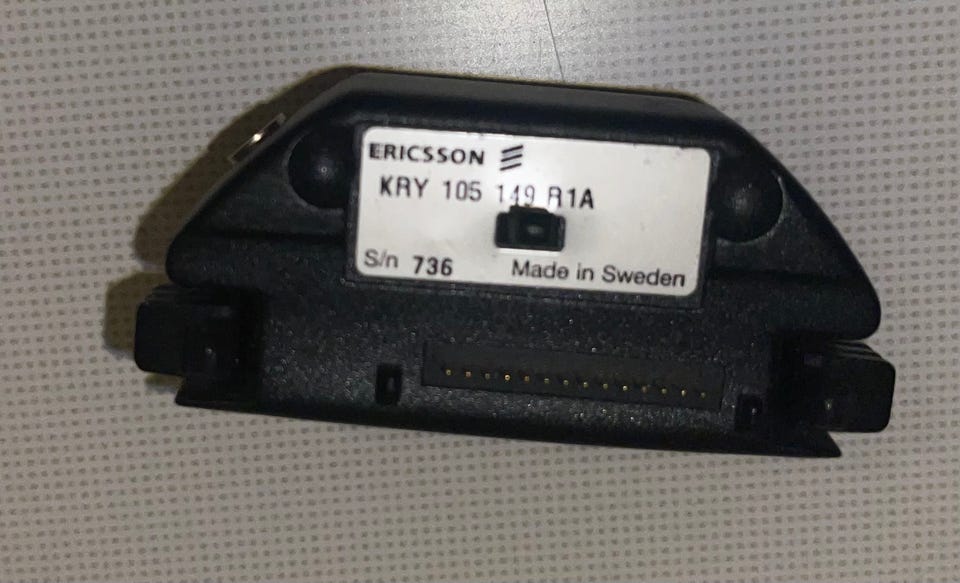 ERICSSON
KRY 105 149 R1A
S/n 736 Made in Sweden